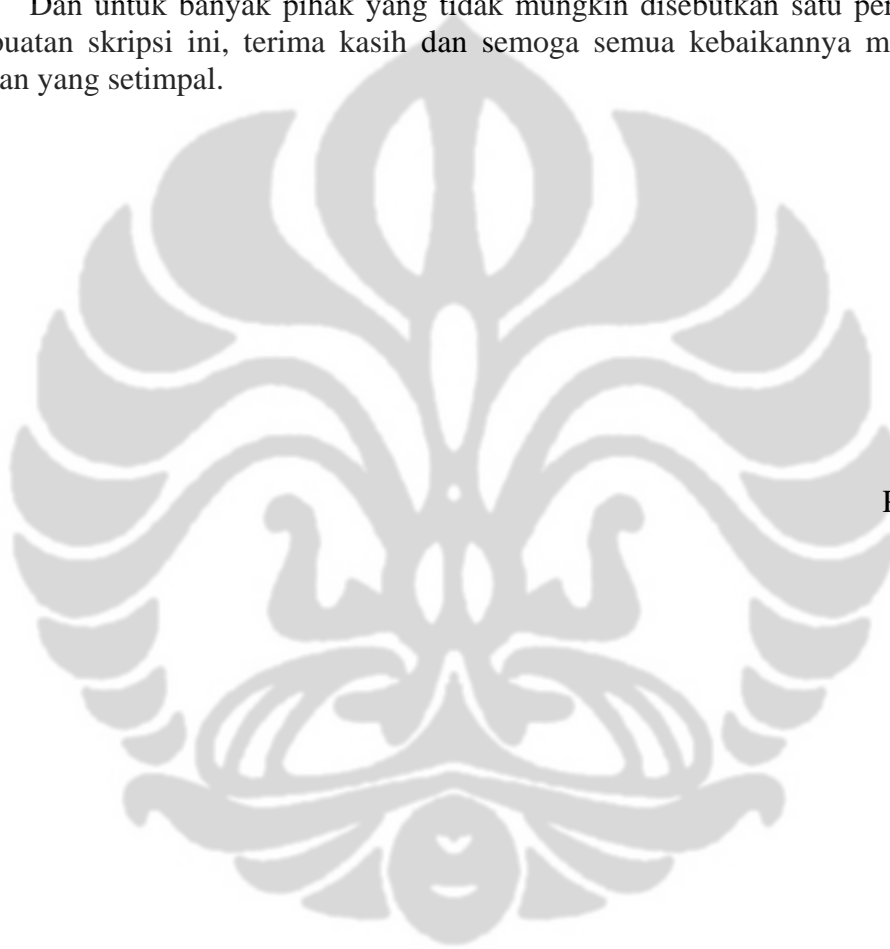 Dan untuk banyak pihak yang tidak mungkin disebutkan satu per
buatan skripsi ini, terima kasih dan semoga semua kebaikannya m
an yang setimpal.